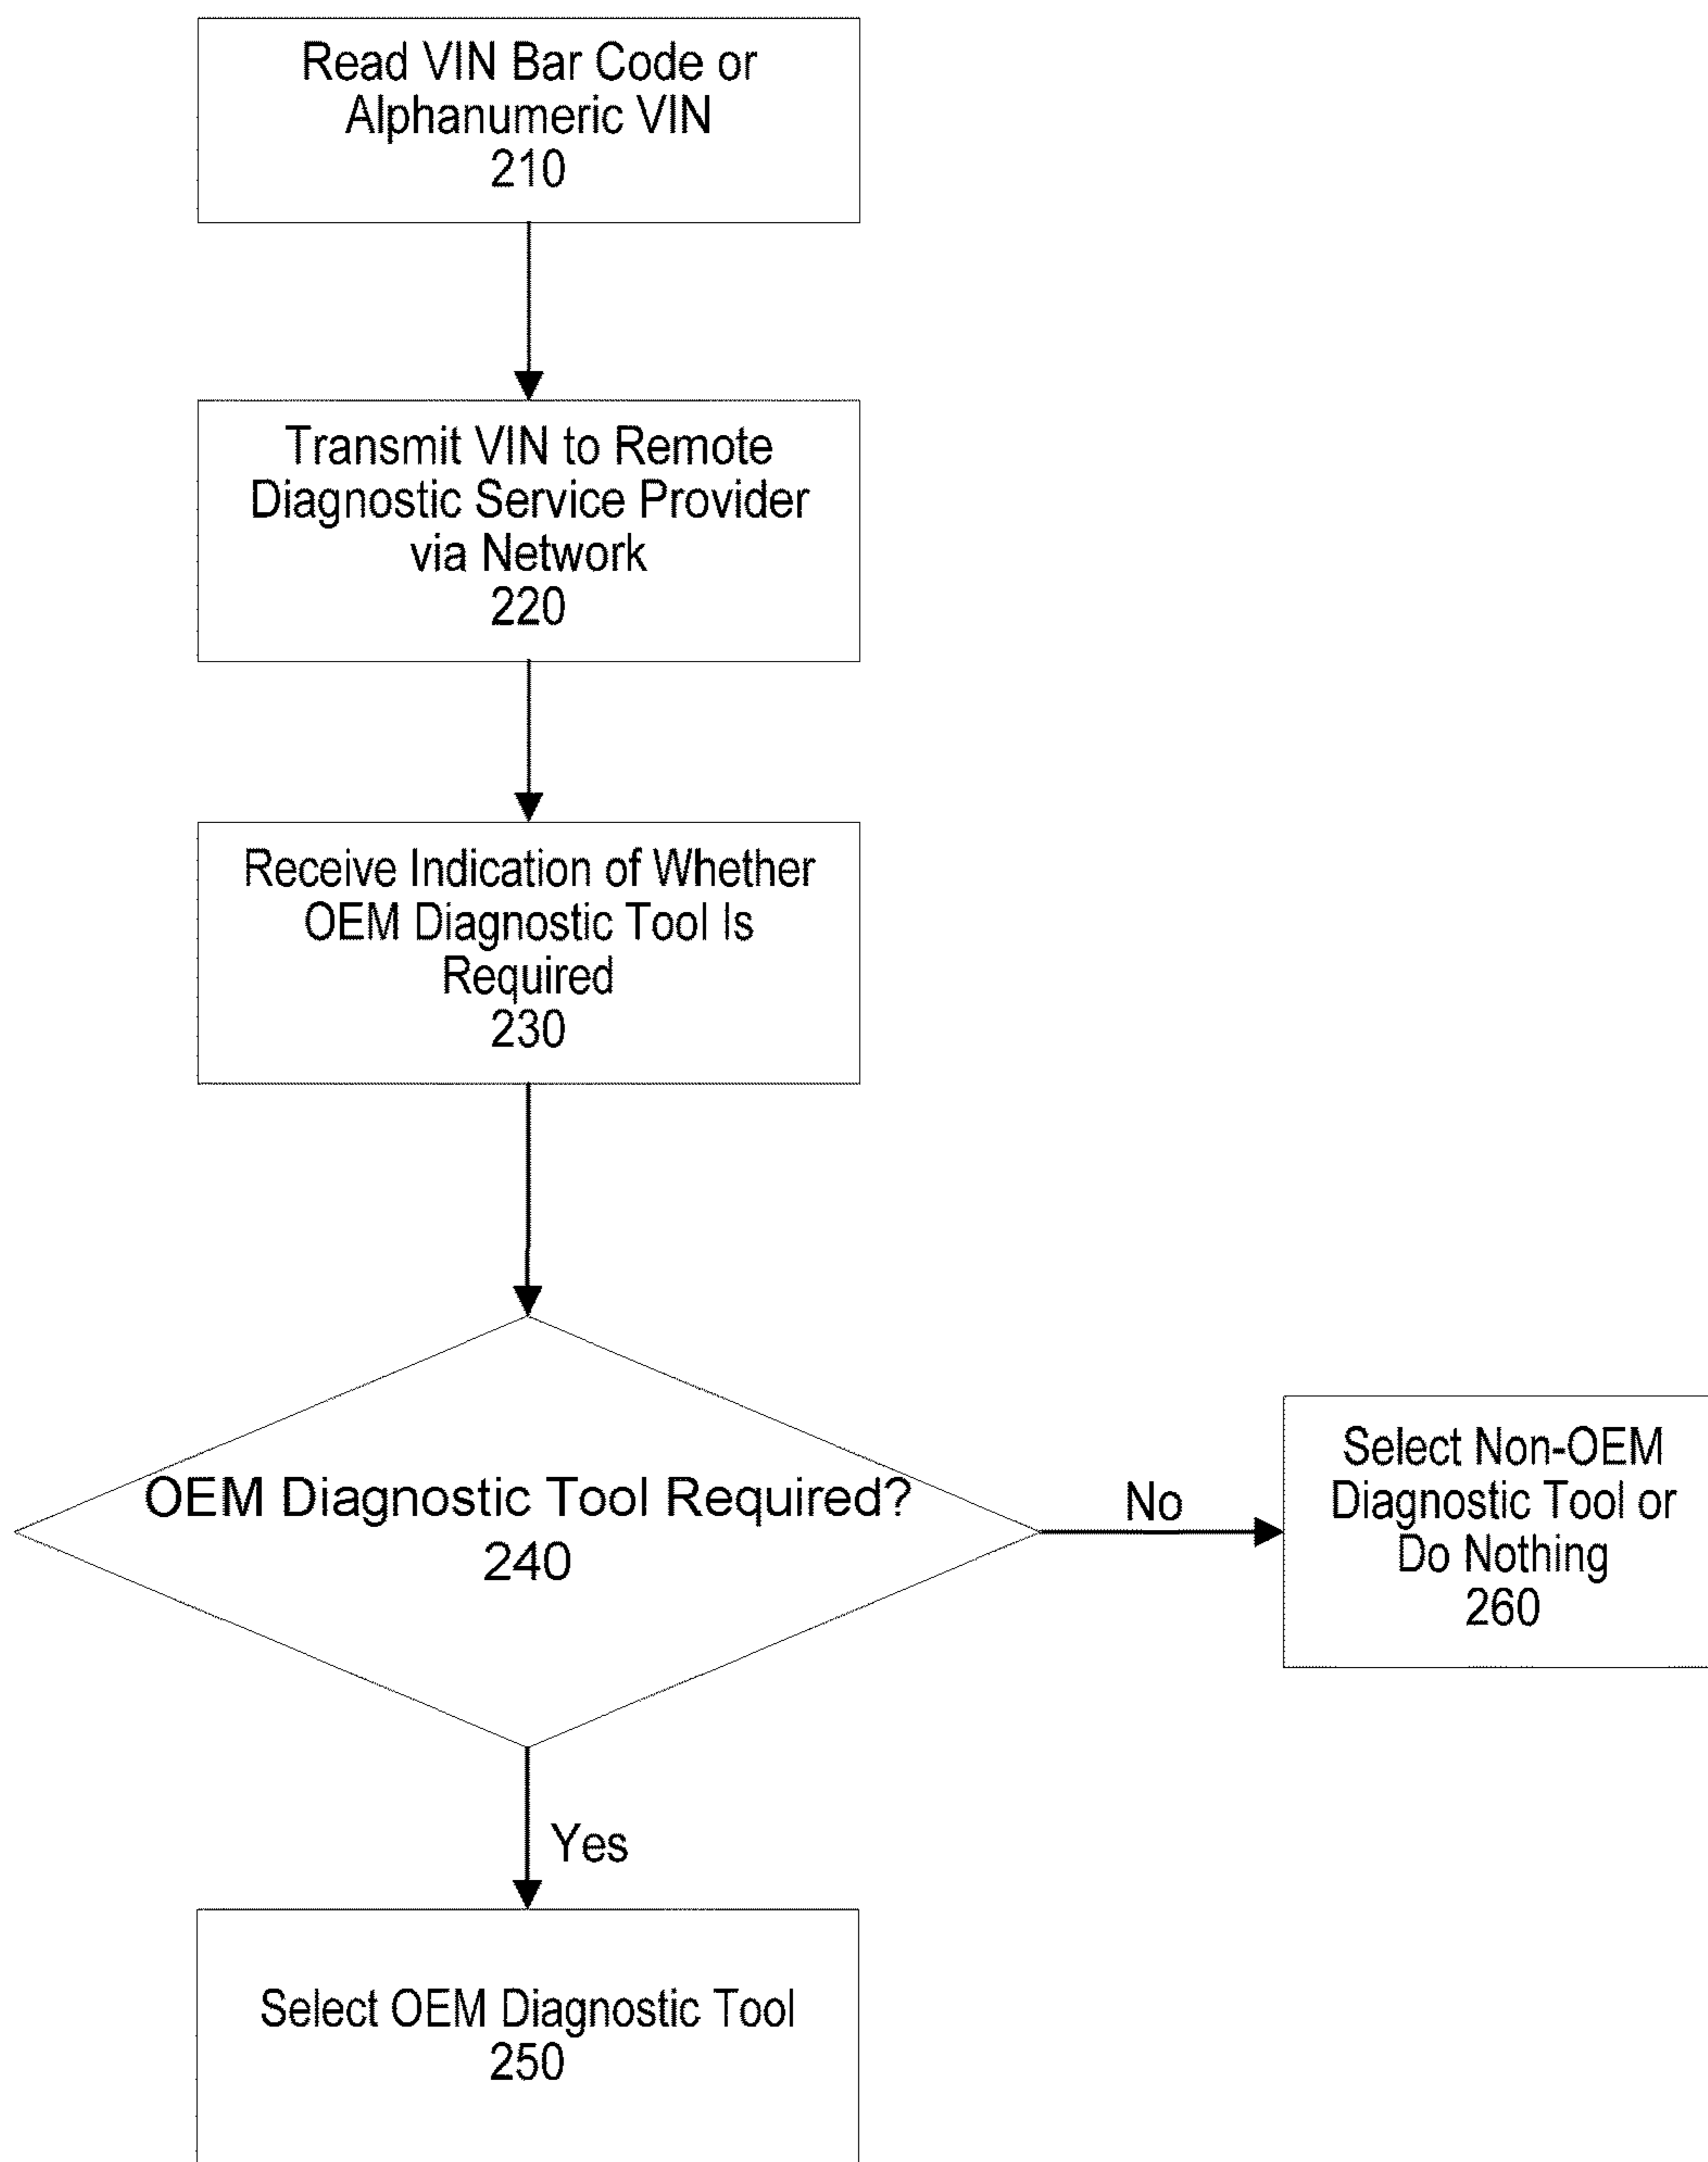 Read VIN Bar Code or
Alphanumeric VIN
210
Transmit VIN to Remote
Diagnostic Service Provider
via Network
220
Receive Indication of Whether
OEM Diagnostic Tool Is
Required
230
OEM Diagnostic Tool Required?
240
No
Select Non-OEM
Diagnostic Tool or
Do Nothing
260
Yes
Select OEM Diagnostic Tool
250